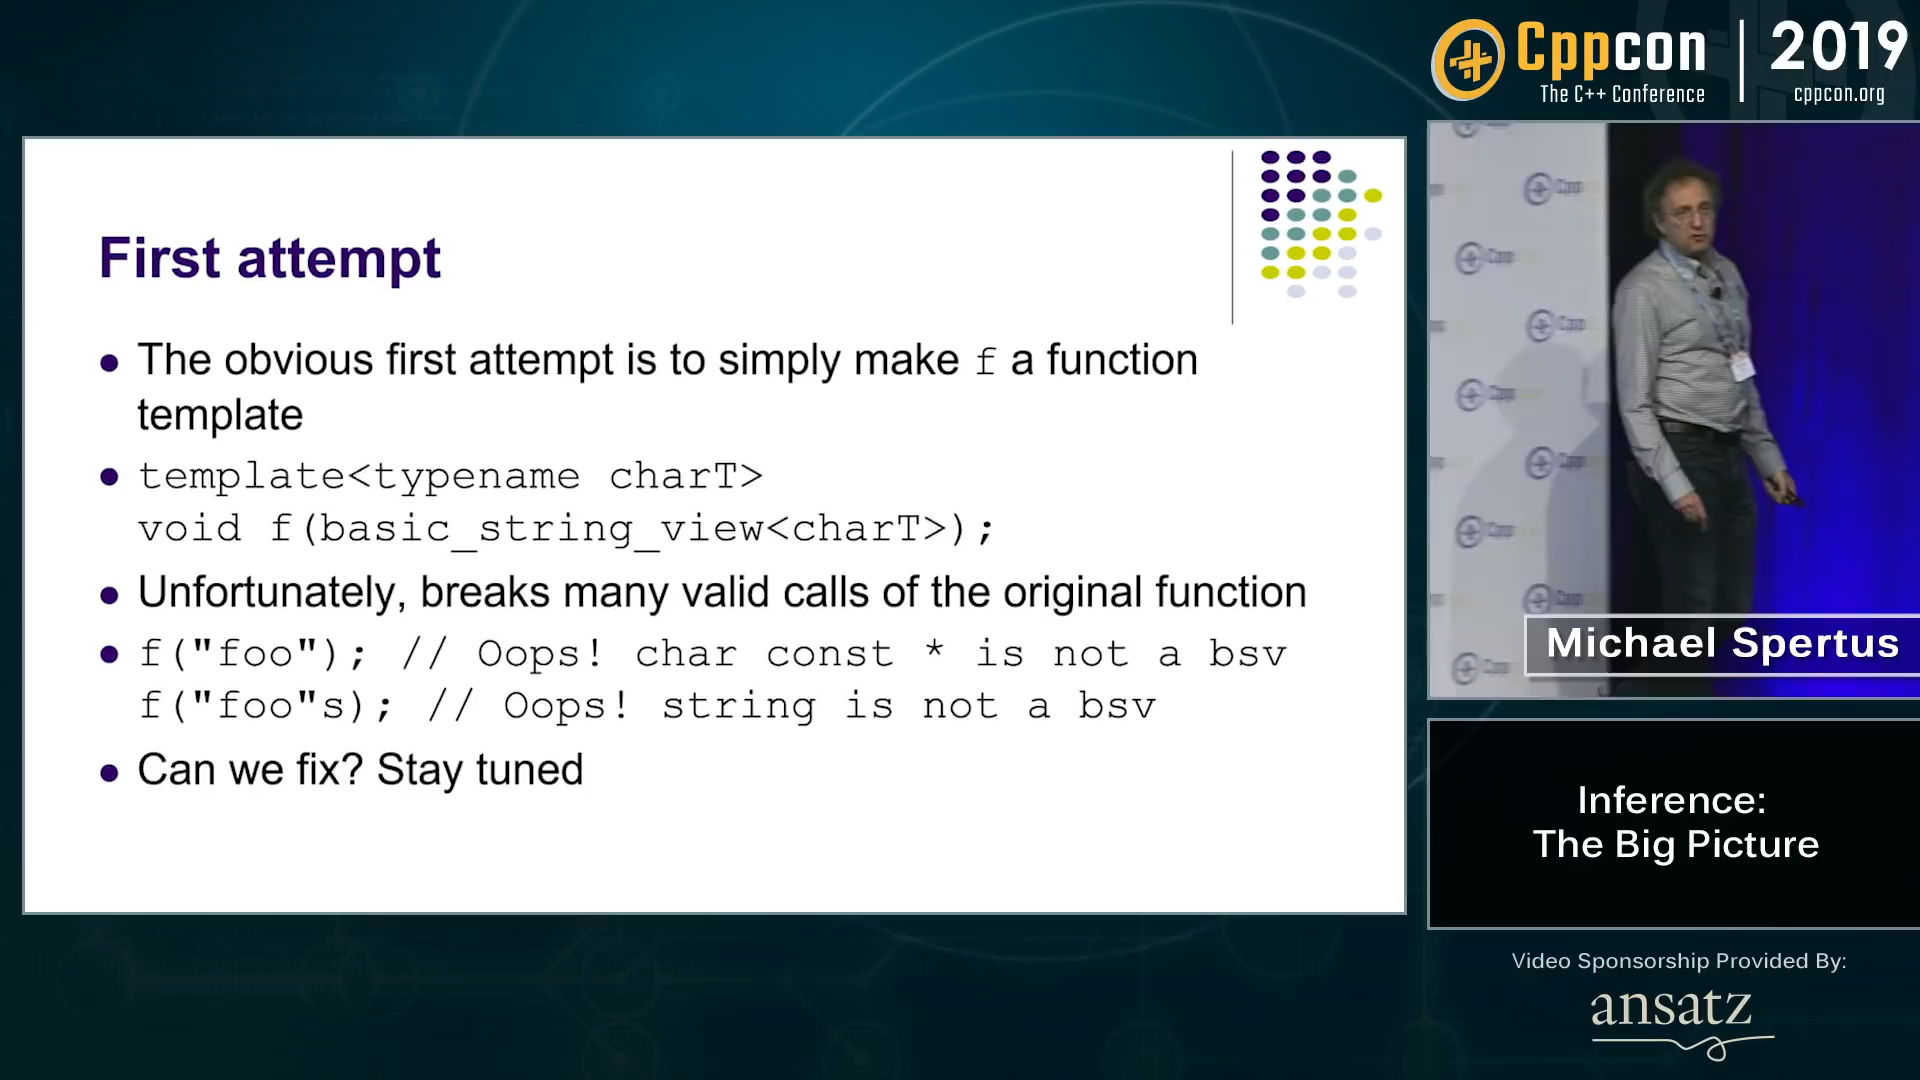 Cppcon
The C++ Conference
2019
cppcon.org
First attempt
The obvious first attempt is to simply make f a function
template
template<typename charT>
void f(basic_string_view<charT>);
Unfortunately, breaks many valid calls of the original function
f("foo"); // Oops! char const * is not a bsv
f("foo"s); // Oops! string is not a bsv
Can we fix? Stay tuned
Michael Spertus
Inference:
The Big Picture
Video Sponsorship Provided By:
ansatz